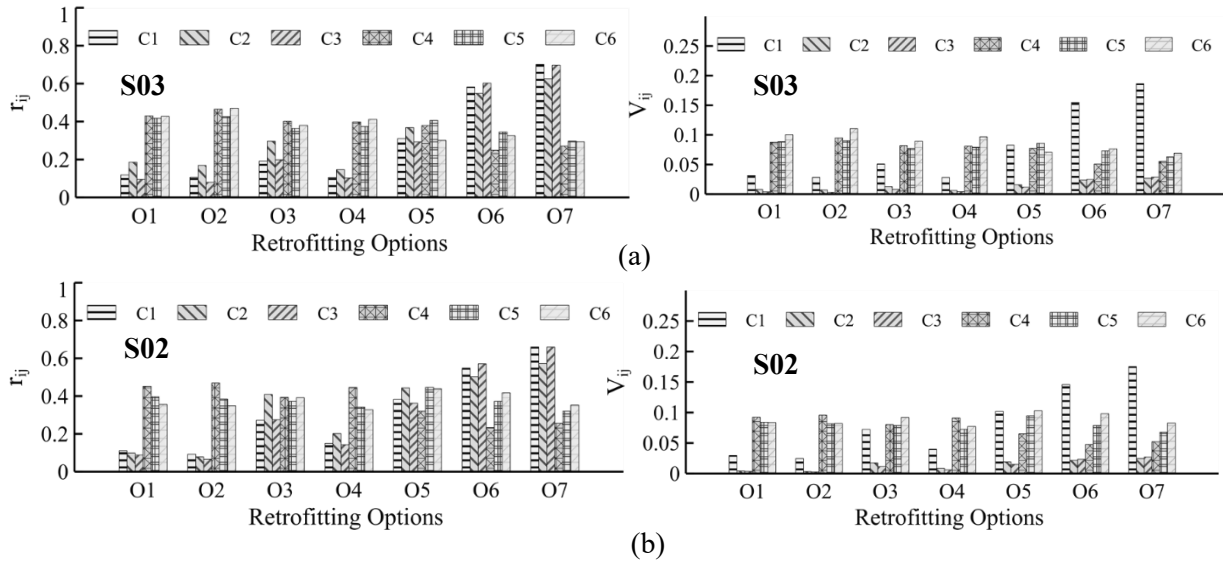 1
0.8
0.6
0.4
0.2
0
r_ij
C1 C2 C3 C4 C5 C6
S03
O1 O2 O3 O4 O5 O6 O7
Retrofitting Options
0.25
0.2
0.15
0.1
0.05
0
V_ij
C1 C2 C3 C4 C5 C6
S03
O1 O2 O3 O4 O5 O6 O7
Retrofitting Options
(a)
1
0.8
0.6
0.4
0.2
0
r_ij
C1 C2 C3 C4 C5 C6
S02
O1 O2 O3 O4 O5 O6 O7
Retrofitting Options
0.25
0.2
0.15
0.1
0.05
0
V_ij
C1 C2 C3 C4 C5 C6
S02
O1 O2 O3 O4 O5 O6 O7
Retrofitting Options
(b)